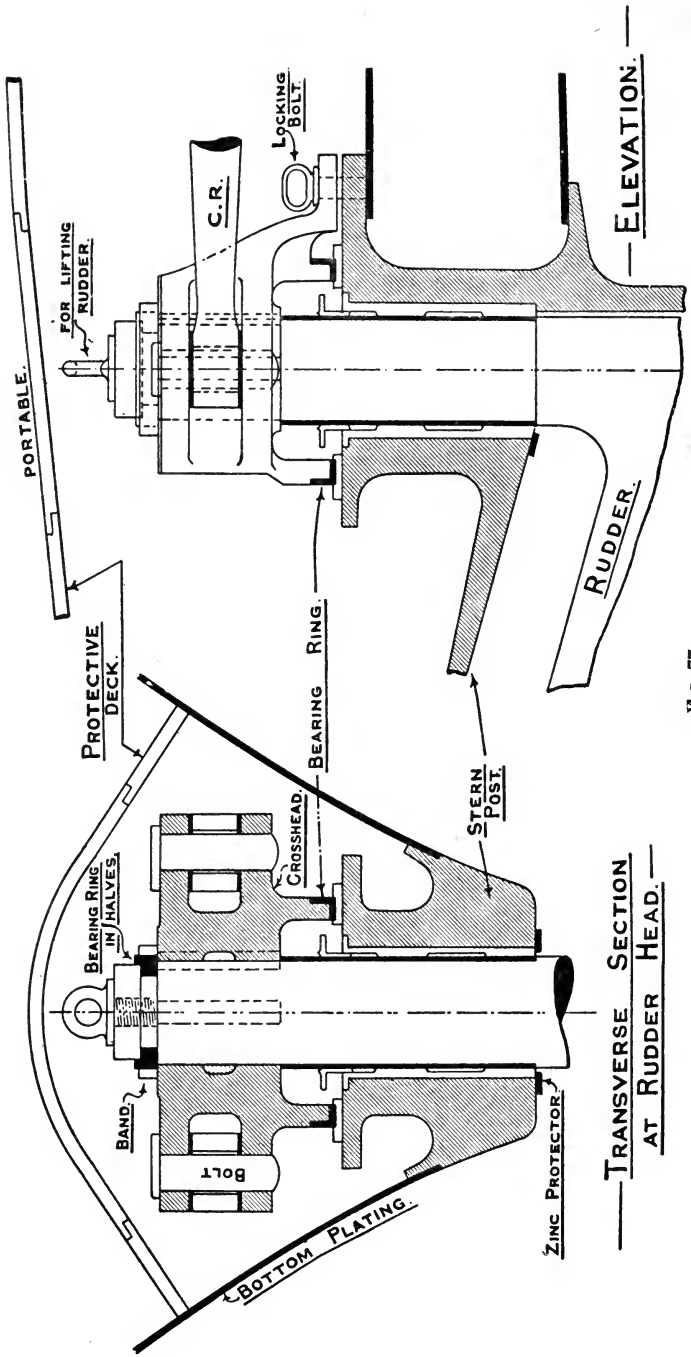 PORTABLE.
FOR LIFTING
RUDDER.
LOCKING
BOLT.
C.R.
PROTECTIVE
DECK.
BEARING RING
IN HALVES,
BAND.
CROSSHEAD.
BEARING RING.
BOLT
STERN
POST.
RUDDER.
BOTTOM PLATING.
ZINC PROTECTOR
TRANSVERSE SECTION
AT RUDDER HEAD.
ELEVATION.